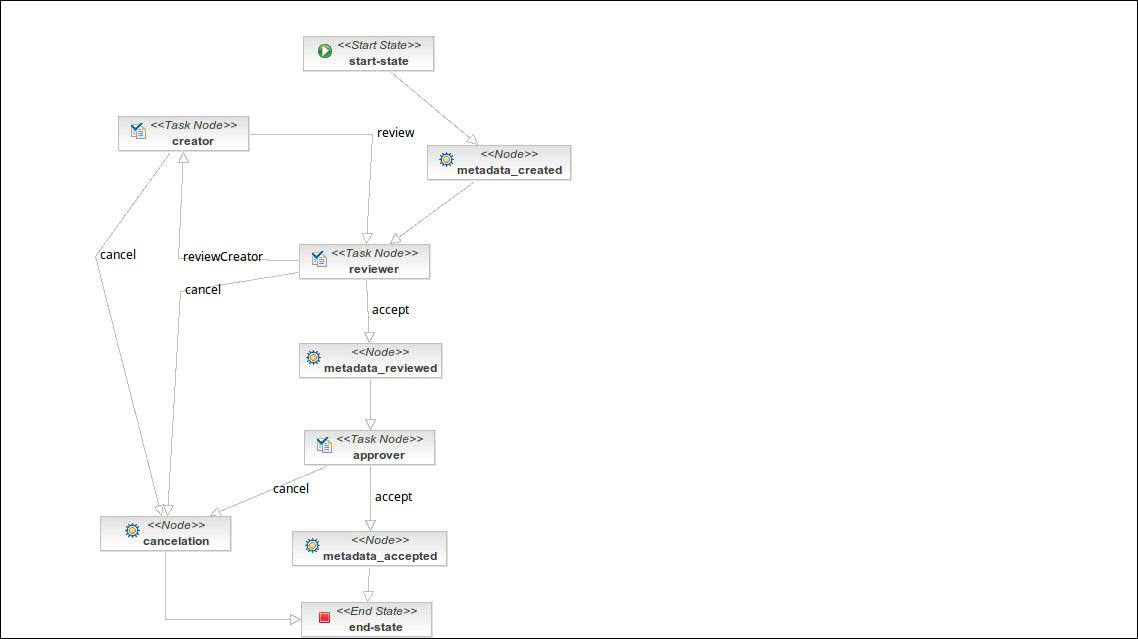 <<Start State>>
start-state
<<Task Node>>
creator
review
<<Node>>
metadata_created
cancel
reviewCreator
<<Task Node>>
reviewer
cancel
accept
<<Node>>
metadata_reviewed
<<Task Node>>
approver
cancel
accept
<<Node>>
cancelation
<<Node>>
metadata_accepted
<<End State>>
end-state